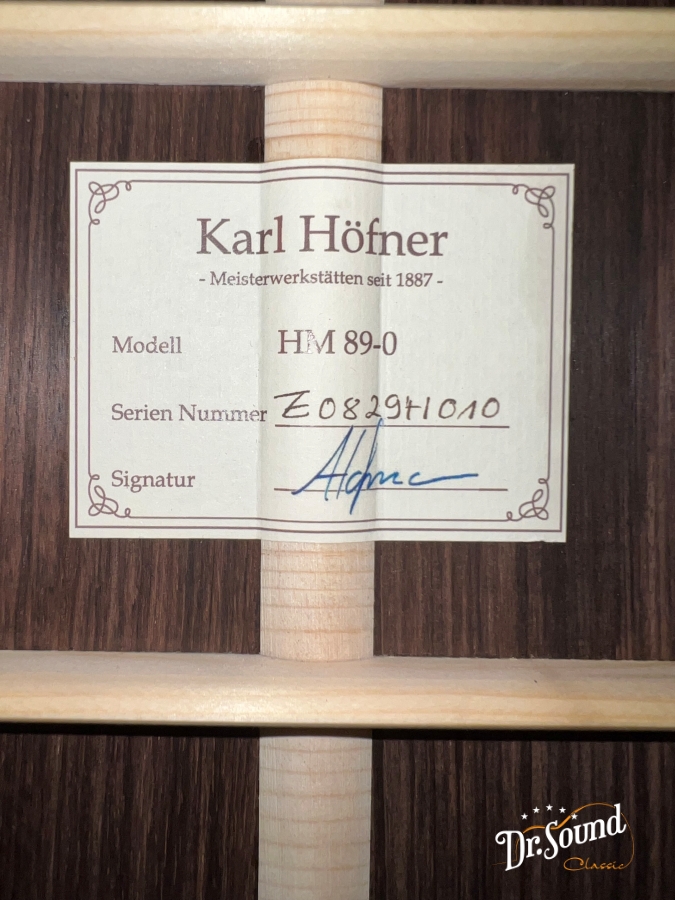 Karl Höfner
- Meisterwerkstätten seit 1887 -
Modell HM 89-0
Serien Nummer Z0829H010
Signatur
Dr.Sound
Classic